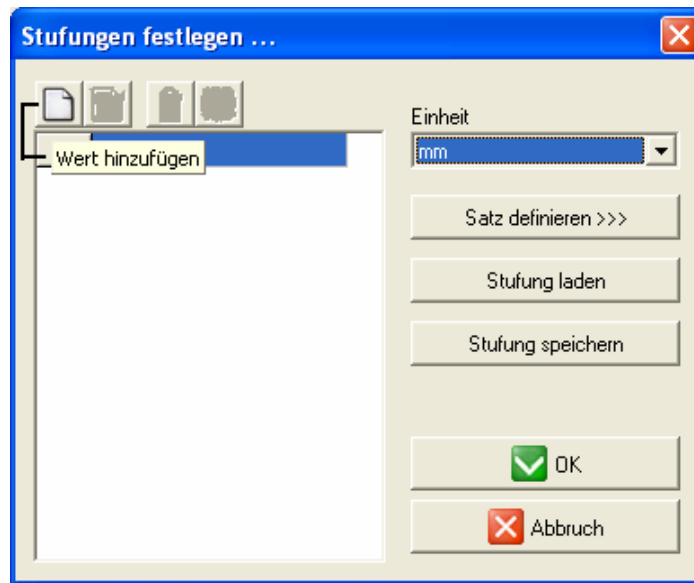 Stufungen festlegen ...
Einheit
Wert hinzufügen
mm
Satz definieren >>>
Stufung laden
Stufung speichern
OK
Abbruch